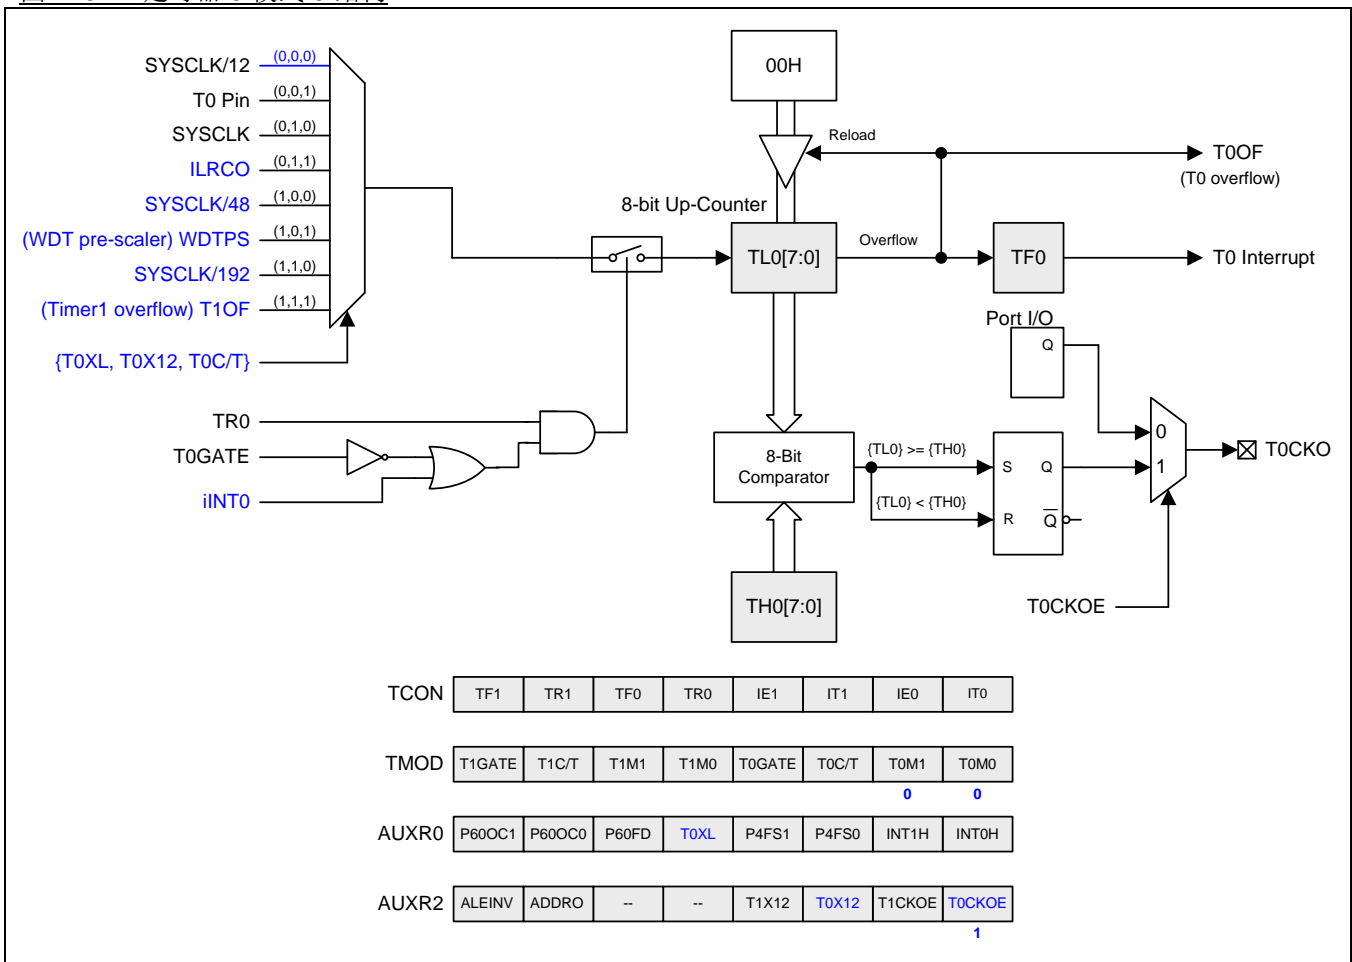 SYSCLK/12 (0,0,0)
T0 Pin (0,0,1)
SYSCLK (0,1,0)
ILRCO (0,1,1)
SYSCLK/48 (1,0,0)
(WDT pre-scaler) WDTPS (1,0,1)
SYSCLK/192 (1,1,0)
(Timer1 overflow) T1OF (1,1,1)
{T0XL, T0X12, T0C/T}
TR0
T0GATE
iINT0
00H
Reload
T0OF
(T0 overflow)
8-bit Up-Counter
TL0[7:0]
Overflow
TF0
T0 Interrupt
Port I/O
Q
8-Bit
Comparator
{TL0} >= {TH0}
{TL0} < {TH0}
S Q
R Q
0
1
T0CKO
TH0[7:0]
T0CKOE
TCON TF1 TR1 TF0 TR0 IE1 IT1 IE0 IT0
TMOD T1GATE T1C/T T1M1 T1M0 T0GATE T0C/T T0M1 T0M0
0 0
AUXR0 P60OC1 P60OC0 P60FD T0XL P4FS1 P4FS0 INT1H INT0H
AUXR2 ALEINV ADDRO -- -- T1X12 T0X12 T1CKOE T0CKOE
1